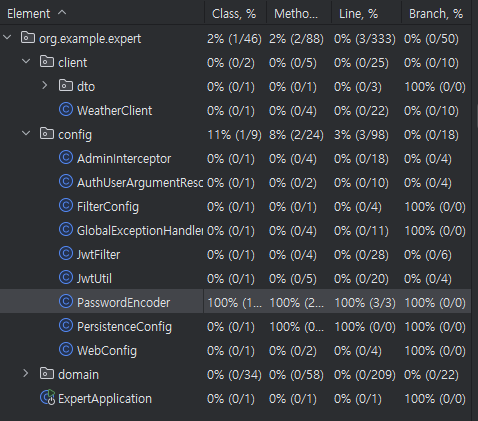 Element Class, % Metho... Line, % Branch, %
org.example.expert 2% (1/46) 2% (2/88) 0% (3/333) 0% (0/50)
client 0% (0/2) 0% (0/5) 0% (0/25) 0% (0/10)
dto 0% (0/1) 0% (0/1) 0% (0/3) 100% (0/0)
WeatherClient 0% (0/1) 0% (0/4) 0% (0/22) 0% (0/10)
config 11% (1/9) 8% (2/24) 3% (3/98) 0% (0/18)
AdminInterceptor 0% (0/1) 0% (0/4) 0% (0/18) 0% (0/4)
AuthUserArgumentResc 0% (0/1) 0% (0/2) 0% (0/10) 0% (0/4)
FilterConfig 0% (0/1) 0% (0/1) 0% (0/4) 100% (0/0)
GlobalExceptionHandler 0% (0/1) 0% (0/4) 0% (0/11) 100% (0/0)
JwtFilter 0% (0/1) 0% (0/4) 0% (0/28) 0% (0/6)
JwtUtil 0% (0/1) 0% (0/5) 0% (0/20) 0% (0/4)
PasswordEncoder 100% (1... 100% (2... 100% (3/3) 100% (0/0)
PersistenceConfig 0% (0/1) 100% (0... 100% (0/0) 100% (0/0)
WebConfig 0% (0/1) 0% (0/2) 0% (0/4) 100% (0/0)
domain 0% (0/34) 0% (0/58) 0% (0/209) 0% (0/22)
ExpertApplication 0% (0/1) 0% (0/1) 0% (0/1) 100% (0/0)